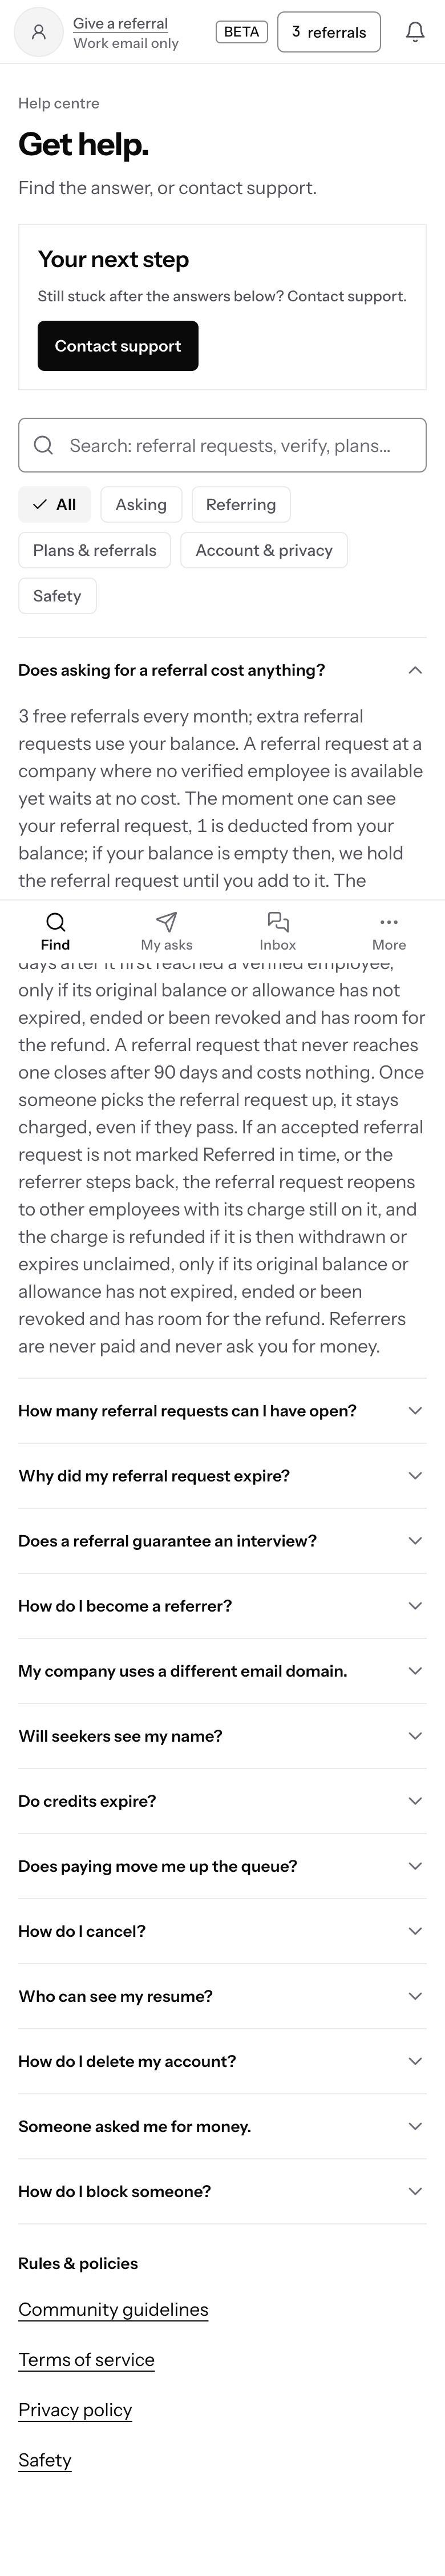 Give a referral
Work email only
BETA
3 referrals
Help centre
Get help.
Find the answer, or contact support.
Your next step
Still stuck after the answers below? Contact support.
Contact support
Search: referral requests, verify, plans...
All
Asking
Referring
Plans & referrals
Account & privacy
Safety
Does asking for a referral cost anything?
3 free referrals every month; extra referral
requests use your balance. A referral request at a
company where no verified employee is available
yet waits at no cost. The moment one can see
your referral request, 1 is deducted from your
balance; if your balance is empty then, we hold
the referral request until you add to it. The
Find
My asks
Inbox
More
days after it first reached a verified employee,
only if its original balance or allowance has not
expired, ended or been revoked and has room for
the refund. A referral request that never reaches
one closes after 90 days and costs nothing. Once
someone picks the referral request up, it stays
charged, even if they pass. If an accepted referral
request is not marked Referred in time, or the
referrer steps back, the referral request reopens
to other employees with its charge still on it, and
the charge is refunded if it is then withdrawn or
expires unclaimed, only if its original balance or
allowance has not expired, ended or been
revoked and has room for the refund. Referrers
are never paid and never ask you for money.
How many referral requests can I have open?
Why did my referral request expire?
Does a referral guarantee an interview?
How do I become a referrer?
My company uses a different email domain.
Will seekers see my name?
Do credits expire?
Does paying move me up the queue?
How do I cancel?
Who can see my resume?
How do I delete my account?
Someone asked me for money.
How do I block someone?
Rules & policies
Community guidelines
Terms of service
Privacy policy
Safety